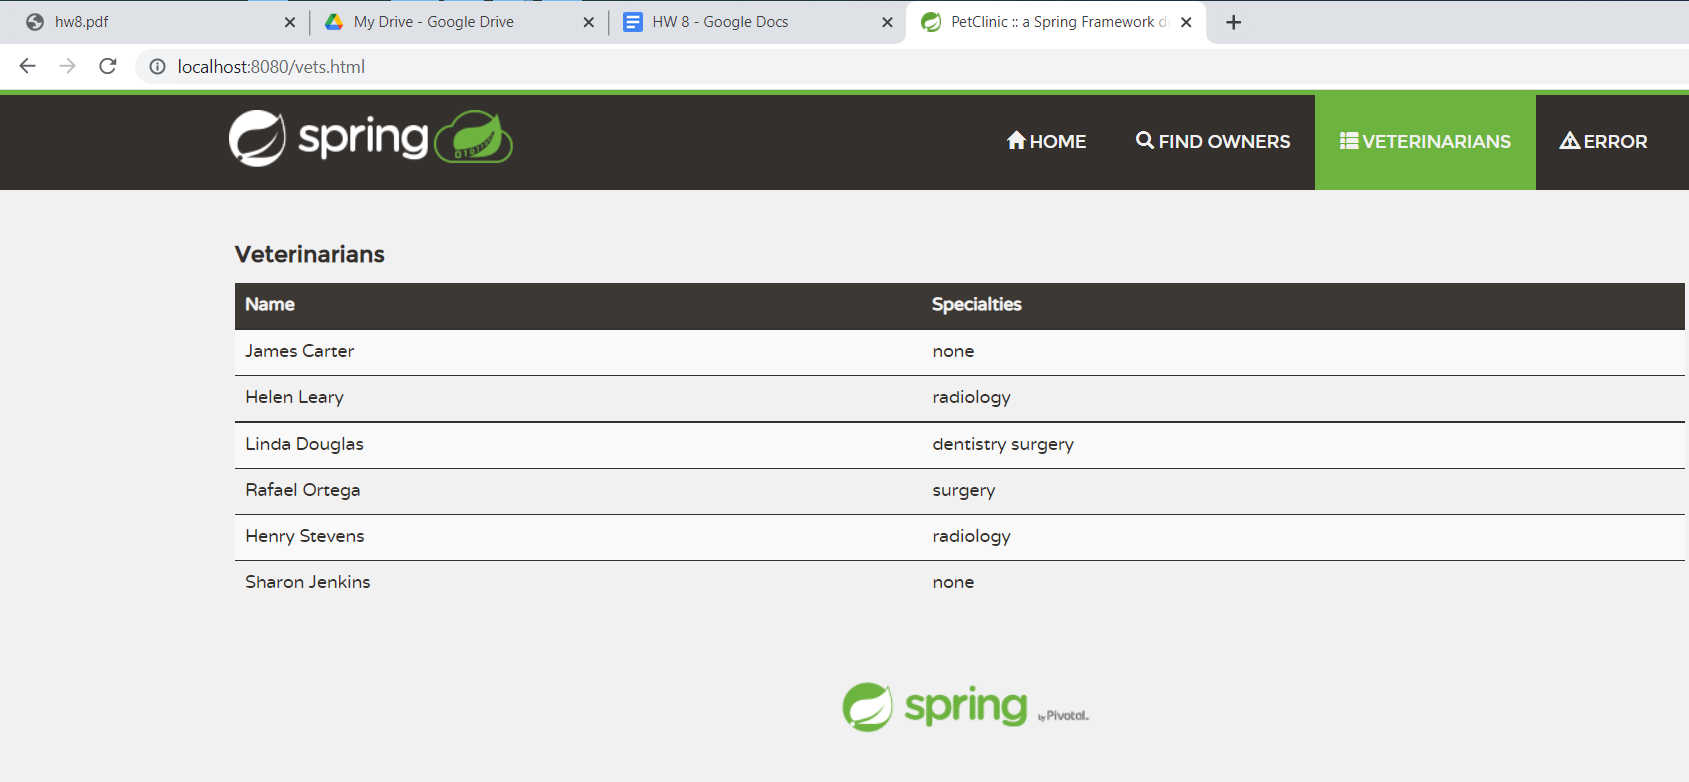 hw8.pdf My Drive - Google Drive HW 8 - Google Docs PetClinic :: a Spring Framework
localhost:8080/vets.html
spring HOME FIND OWNERS VETERINARIANS ERROR
Veterinarians
Name Specialties
James Carter none
Helen Leary radiology
Linda Douglas dentistry surgery
Rafael Ortega surgery
Henry Stevens radiology
Sharon Jenkins none
spring by Pivotal.